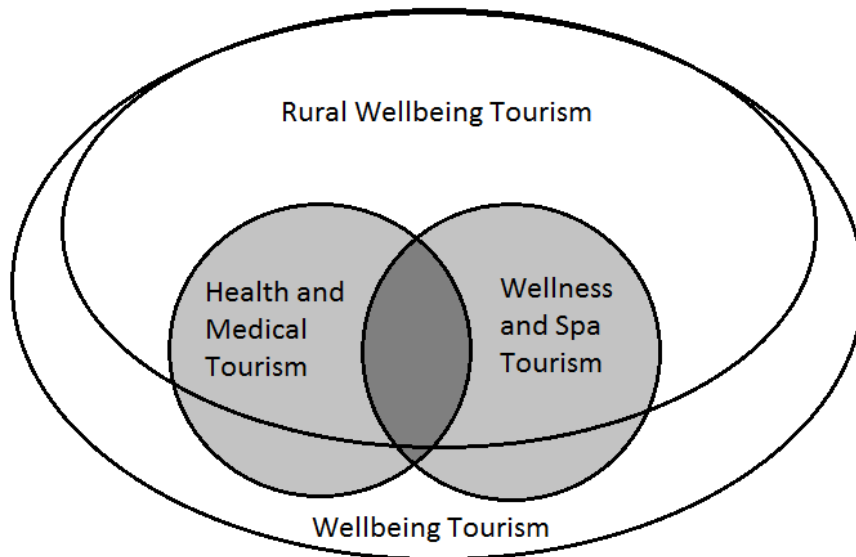 Rural Wellbeing Tourism
Health and
Medical
Tourism
Wellness
and Spa
Tourism
Wellbeing Tourism